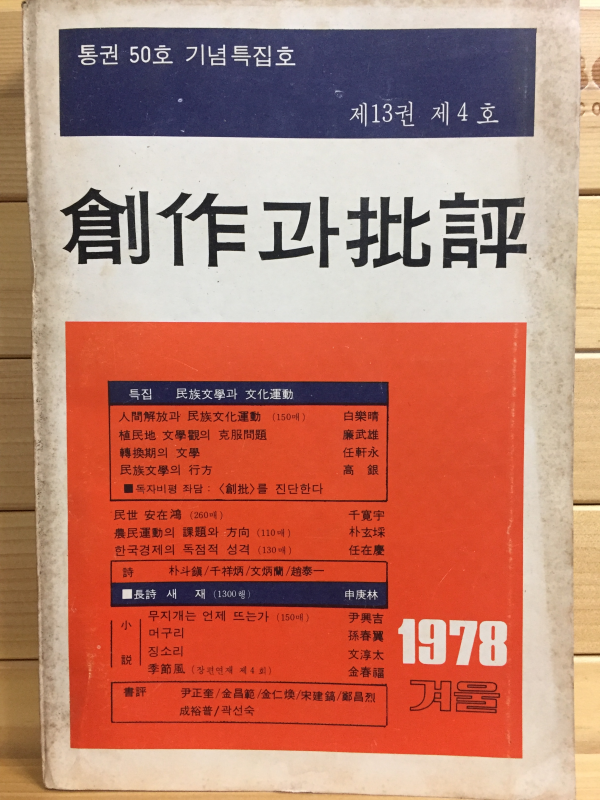 통권 50호 기념특집호
제13권 제4호
創作과批評
특집 民族文學과 文化運動
人間解放과 民族文化運動 (150매) 白樂晴
植民地 文學觀의 克服問題 廉武雄
轉換期의 文學 任軒永
民族文學의 行方 高銀
■독자비평 좌담: 〈創批〉를 진단한다
民世 安在鴻 (260매) 千寬宇
農民運動의 課題와 方向 (110매) 朴玄埰
한국경제의 독점적 성격 (130매) 任在慶
詩 朴斗鎭/千祥炳/文炳蘭/趙泰一
■長詩 새 재 (1300행) 申庚林
小說
무지개는 언제 뜨는가 (150매) 尹興吉
머구리 孫春翼
징소리 文淳太
季節風 (장편연재 제4회) 金春福
書評 尹正奎/金昌範/金仁煥/宋建鎬/鄭昌烈
成裕普/곽선숙
1978
겨울